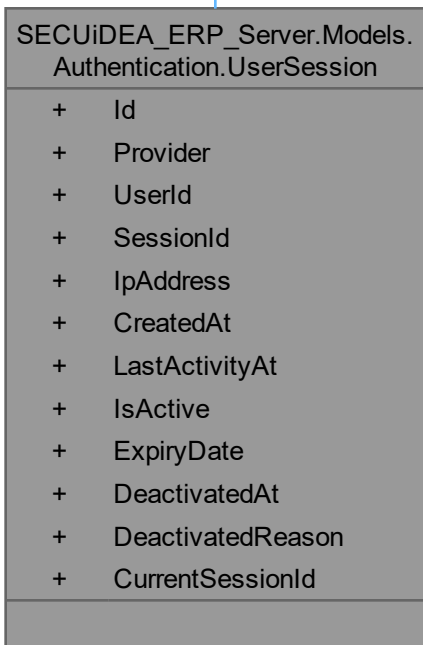 SECUiDEA_ERP_Server.Models.
Authentication.UserSession
+ Id
+ Provider
+ UserId
+ SessionId
+ IpAddress
+ CreatedAt
+ LastActivityAt
+ IsActive
+ ExpiryDate
+ DeactivatedAt
+ DeactivatedReason
+ CurrentSessionId